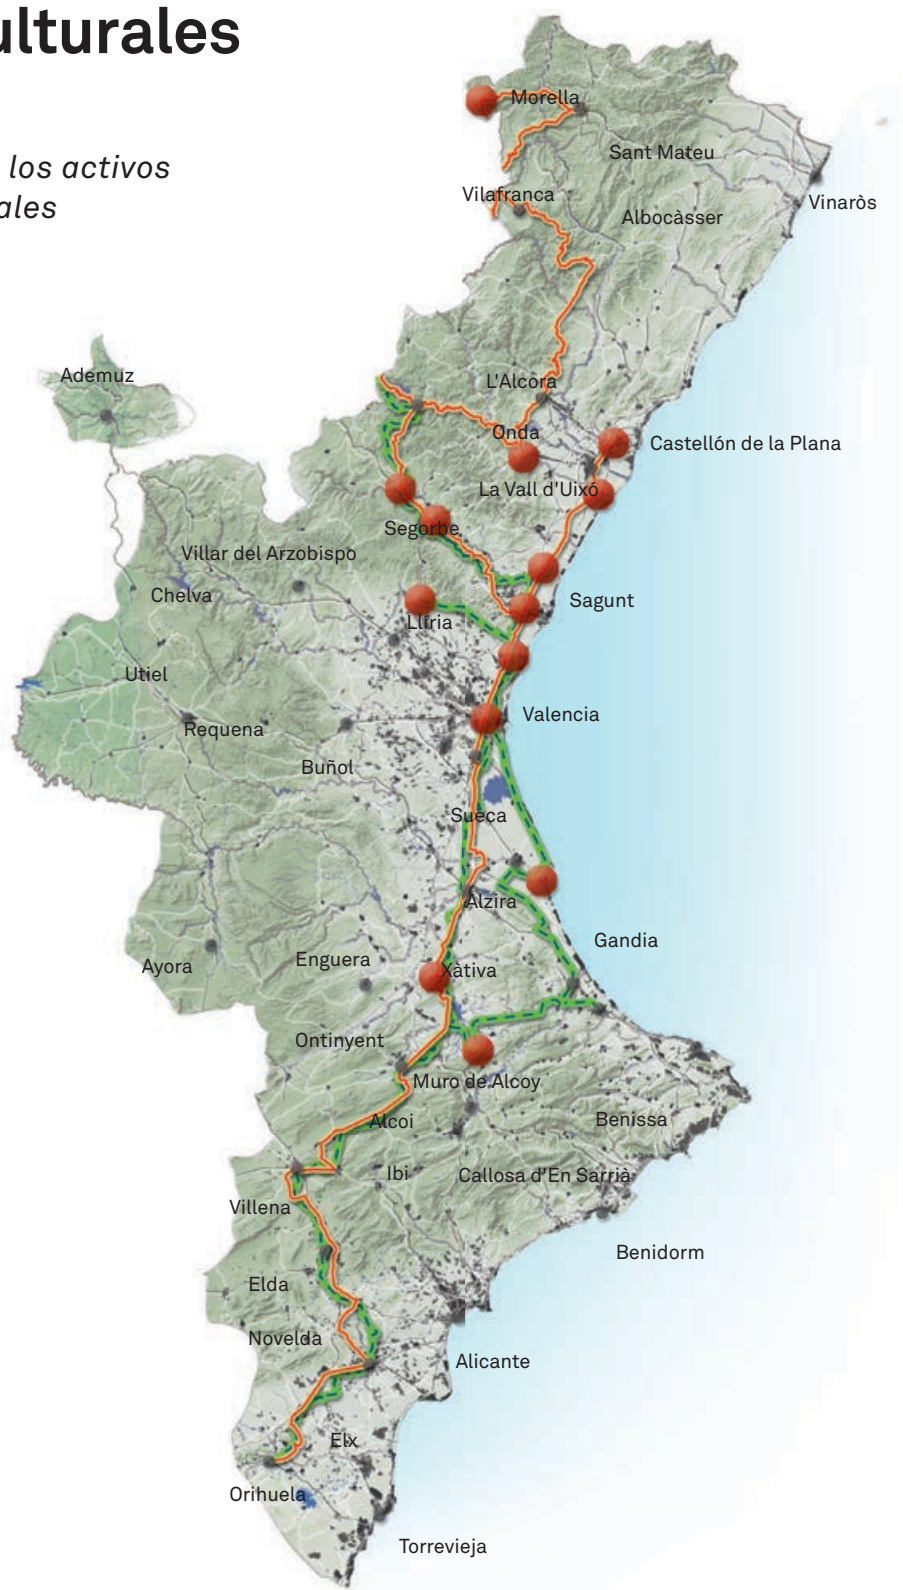 ulturales
los activos
ales
Morella
Sant Mateu
Vilafranca
Vinaròs
Albocàsser
Ademuz
L'Alcora
Onda
Castellón de la Plana
La Vall d'Uixó
Segorbe
Villar del Arzobispo
Chelva
Sagunt
Llíria
Utiel
Valencia
Requena
Buñol
Sueca
Alzira
Gandia
Enguera
Ayora
Xàtiva
Ontinyent
Muro de Alcoy
Alcoi
Benissa
Ibi
Callosa d'En Sarrià
Villena
Benidorm
Elda
Novelda
Alicante
Elx
Orihuela
Torrevieja